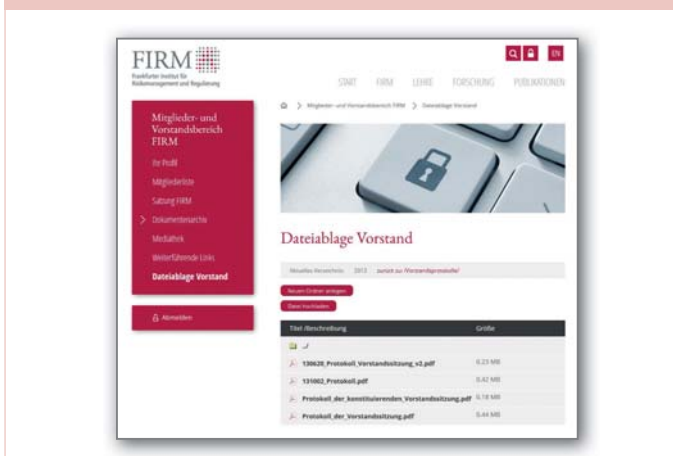 FIRM
Frankfurter Institut für
Risikomanagement und Regulierung
EN
START FIRM LEHRE FORSCHUNG PUBLIKATIONEN
Mitglieder- und Vorstandsbereich FIRM > Dateiablage Vorstand
Mitglieder- und
Vorstandsbereich
FIRM
Ihr Profil
Mitgliederliste
Satzung FIRM
> Dokumentenarchiv
Mediathek
Weiterführende Links
Dateiablage Vorstand
Abmelden
Dateiablage Vorstand
Aktuelles Verzeichnis: 2013 zurück zu /Vorstandsprotokolle/
Neuen Ordner anlegen
Datei hochladen
Titel /Beschreibung Größe
../
130628_Protokoll_Vorstandssitzung_v2.pdf 0.23 MB
131002_Protokoll.pdf 0.42 MB
Protokoll_der_konstituierenden_Vorstandssitzung.pdf 0.18 MB
Protokoll_der_Vorstandssitzung.pdf 0.44 MB